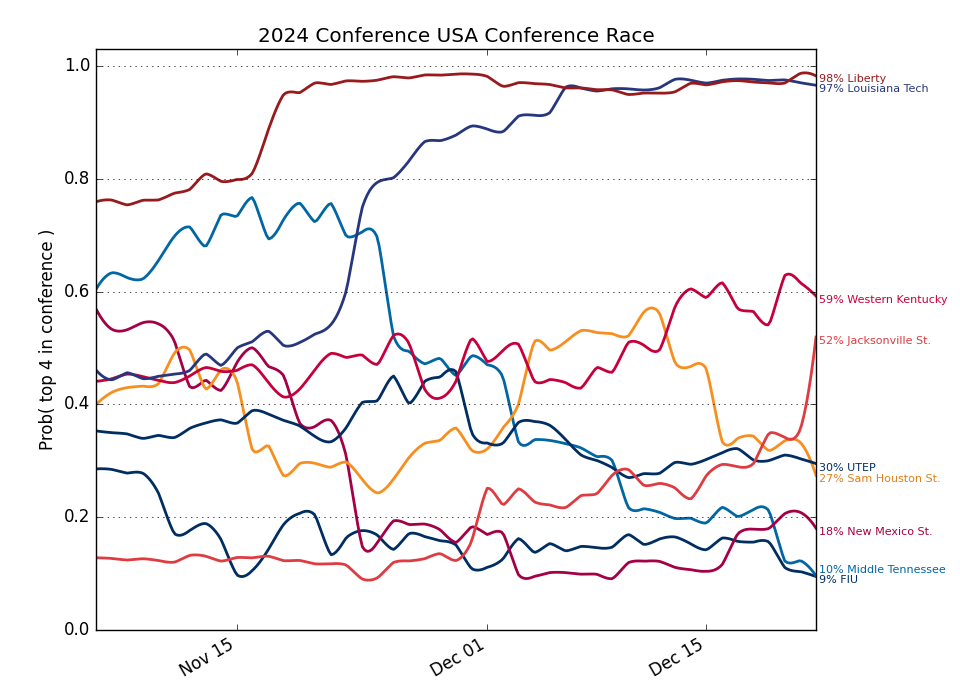 2024 Conference USA Conference Race
Prob( top 4 in conference )
1.0
0.8
0.6
0.4
0.2
0.0
Nov 15
Dec 01
Dec 15
98% Liberty
97% Louisiana Tech
59% Western Kentucky
52% Jacksonville St.
30% UTEP
27% Sam Houston St.
18% New Mexico St.
10% Middle Tennessee
9% FIU